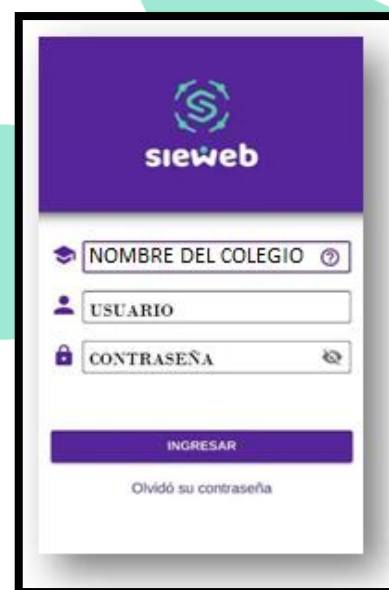 sieweb
NOMBRE DEL COLEGIO
USUARIO
CONTRASEÑA
INGRESAR
Olvidó su contraseña